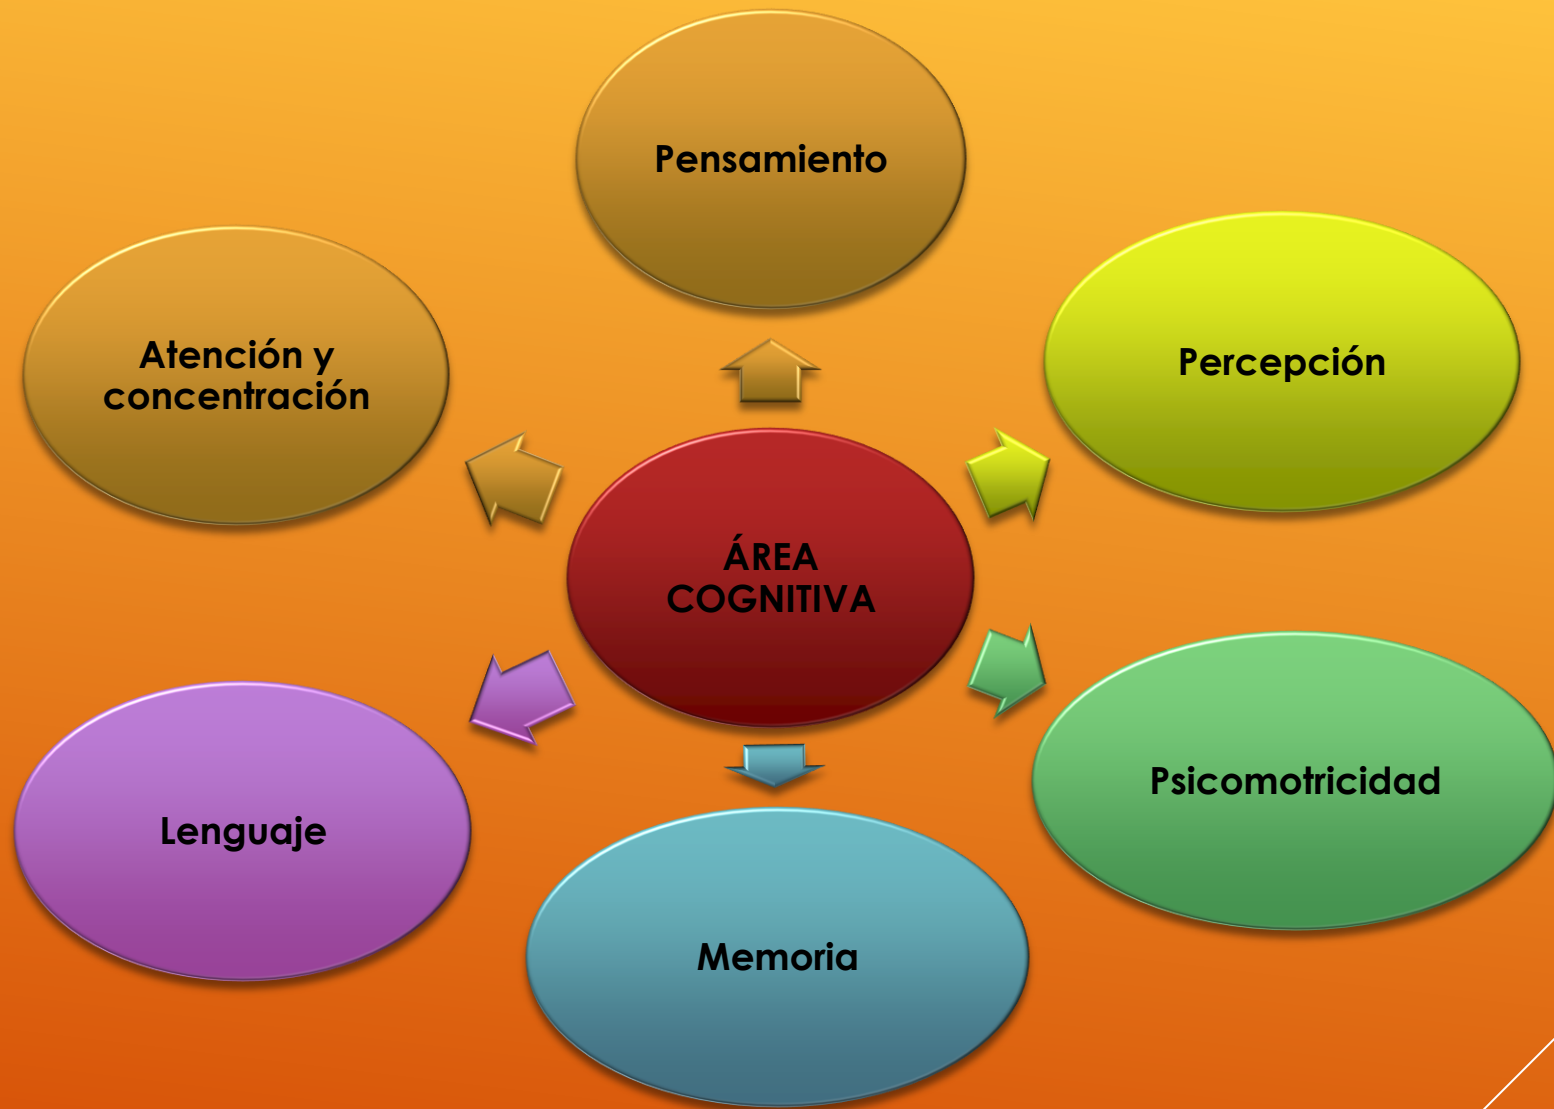 Pensamiento
Percepción
Atención y
concentración
ÁREA
COGNITIVA
Psicomotricidad
Lenguaje
Memoria